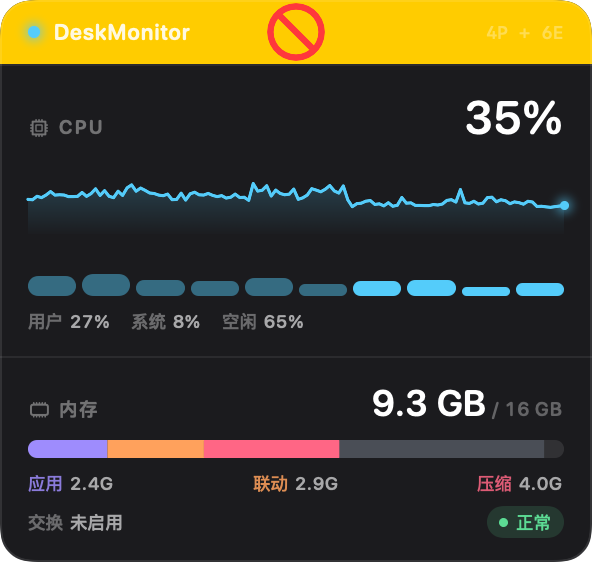 DeskMonitor 4P + 6E
CPU 35%
用户 27% 系统 8% 空闲 65%
内存 9.3 GB / 16 GB
应用 2.4G 联动 2.9G 压缩 4.0G
交换 未启用 正常